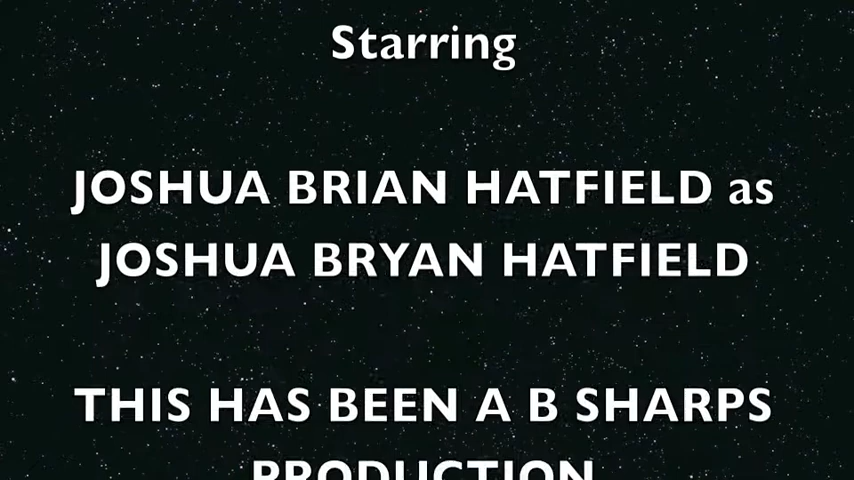 Starring
JOSHUA BRIAN HATFIELD as
JOSHUA BRYAN HATFIELD
THIS HAS BEEN A B SHARPS
PRODUCTION